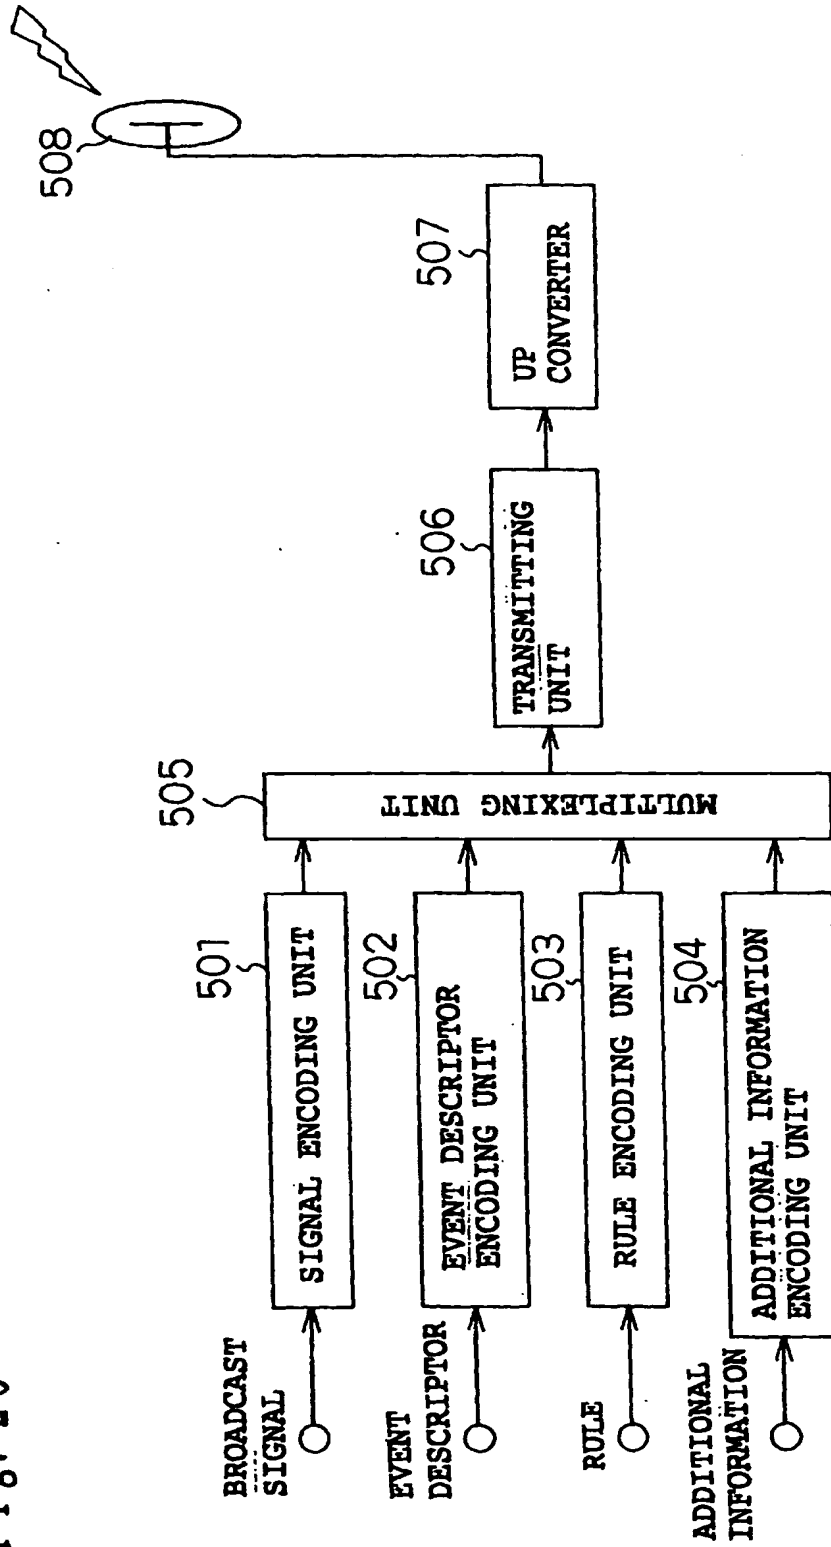 508
507
UP
CONVERTER
506
TRANSMITTING
UNIT
505
MULTIPLEXING UNIT
501
SIGNAL ENCODING UNIT
BROADCAST
SIGNAL
502
EVENT DESCRIPTOR
ENCODING UNIT
EVENT
DESCRIPTOR
503
RULE ENCODING UNIT
RULE
504
ADDITIONAL INFORMATION
ENCODING UNIT
ADDITIONAL
INFORMATION